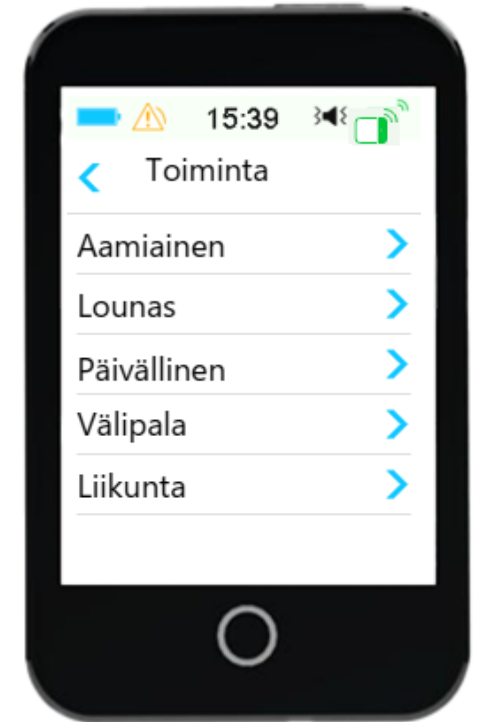 15:39
Toiminta
Aamiainen
Lounas
Päivällinen
Välipala
Liikunta